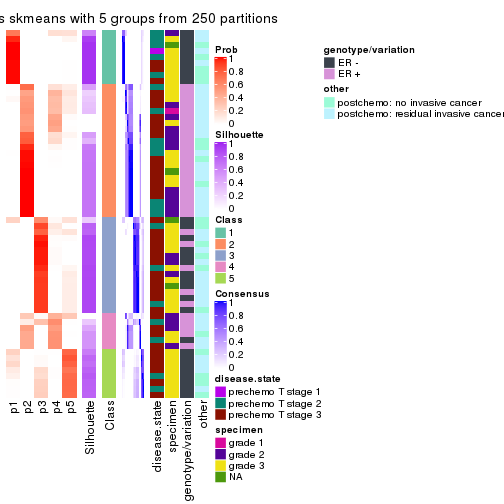 s skmeans with 5 groups from 250 partitions
Prob
1
0.8
0.6
0.4
0.2
0
Silhouette
1
0.8
0.6
0.4
0.2
0
Class
1
2
3
4
5
Consensus
1
0.8
0.6
0.4
0.2
0
disease.state
prechemo T stage 1
prechemo T stage 2
prechemo T stage 3
specimen
grade 1
grade 2
grade 3
NA
genotype/variation
ER -
ER +
other
postchemo: no invasive cancer
postchemo: residual invasive cancer
p1
p2
p3
p4
p5
Silhouette
Class
disease.state
specimen
genotype/variation
other